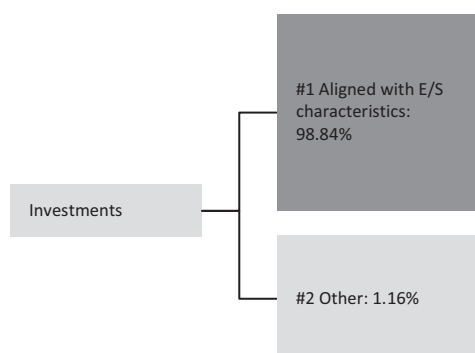 #1 Aligned with E/S
characteristics:
98.84%
Investments
#2 Other: 1.16%